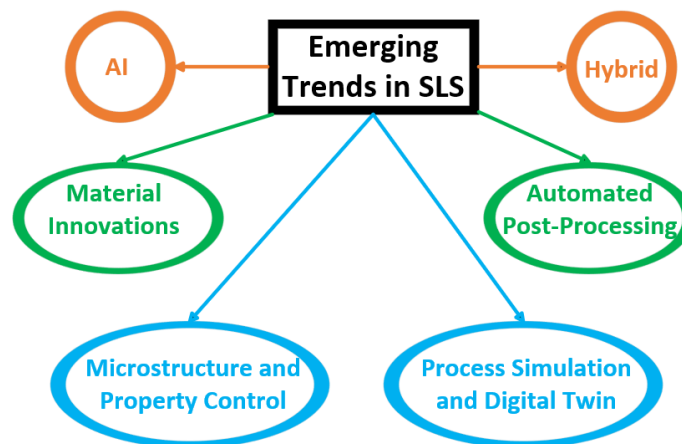 Emerging
Trends in SLS
AI
Hybrid
Material
Innovations
Automated
Post-Processing
Microstructure and
Property Control
Process Simulation
and Digital Twin